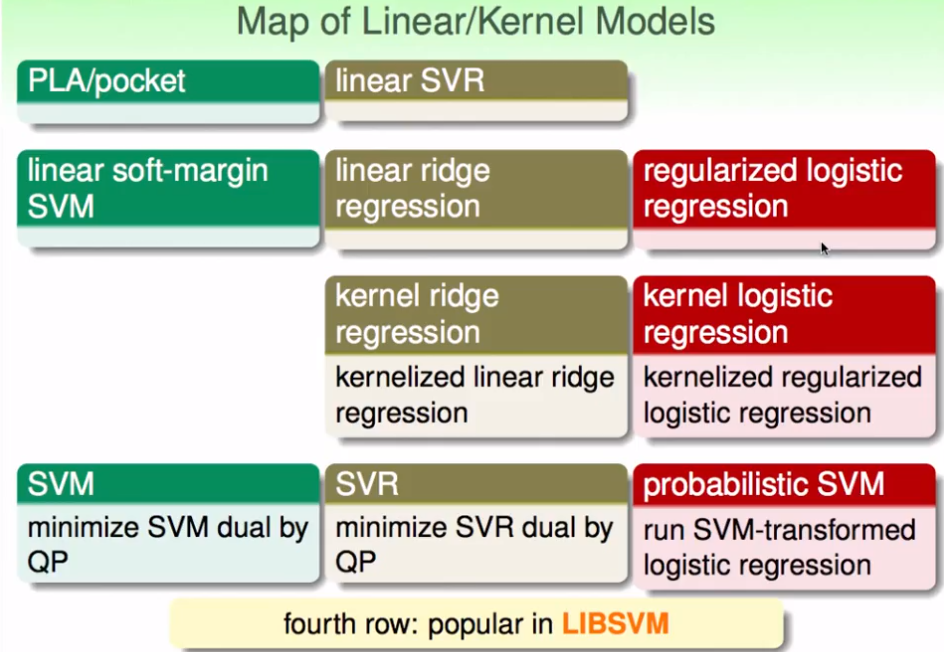 Map of Linear/Kernel Models
PLA/pocket
linear SVR
linear soft-margin
SVM
linear ridge
regression
regularized logistic
regression
kernel ridge
regression
kernelized linear ridge
regression
kernel logistic
regression
kernelized regularized
logistic regression
SVM
minimize SVM dual by
QP
SVR
minimize SVR dual by
QP
probabilistic SVM
run SVM-transformed
logistic regression
fourth row: popular in LIBSVM